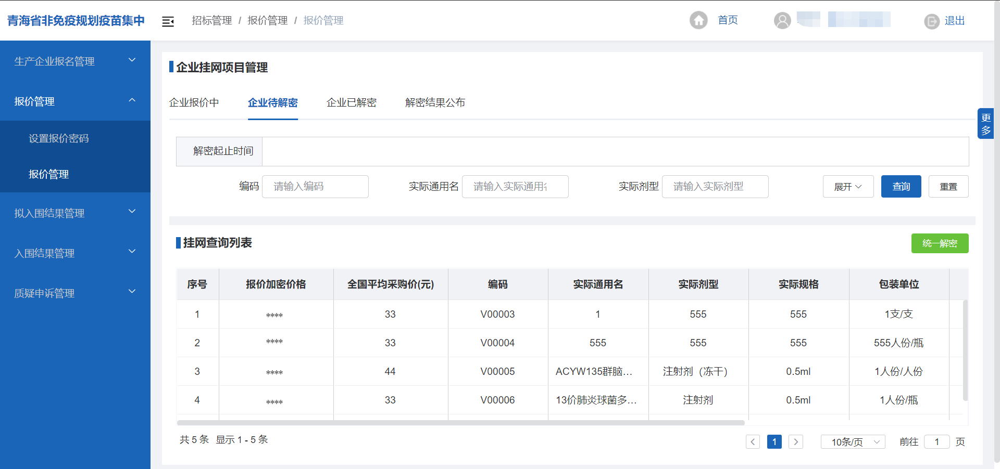 青海省非免疫规划疫苗集中
招标管理 / 报价管理 / 报价管理
首页
退出
生产企业报名管理
报价管理
设置报价密码
报价管理
拟入围结果管理
入围结果管理
质疑申诉管理
企业挂网项目管理
企业报价中 企业待解密 企业已解密 解密结果公布
更多
解密起止时间
编码 请输入编码 实际通用名 请输入实际通用 实际剂型 请输入实际剂型 展开 查询 重置
挂网查询列表 统一解密
序号 报价加密价格 全国平均采购价(元) 编码 实际通用名 实际剂型 实际规格 包装单位
1 **** 33 V00003 1 555 555 1支/支
2 **** 33 V00004 555 555 555 555人份/瓶
3 **** 44 V00005 ACYW135群脑... 注射剂（冻干） 0.5ml 1人份/人份
4 **** 33 V00006 13价肺炎球菌多... 注射剂 0.5ml 1人份/瓶
共 5 条 显示 1 - 5 条 1 10条/页 前往 1 页